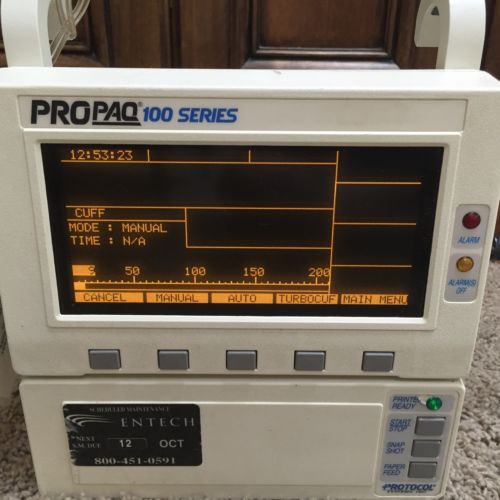 PROPAQ® 100 SERIES
12:53:23
CUFF
MODE : MANUAL
TIME : N/A
50 100 150 200
CANCEL MANUAL AUTO TURBOCUF MAIN MENU
ALARM
ALARM(S)
OFF
PRINTER
READY
START
STOP
SNAP
SHOT
PAPER
FEED
PROTOCOL
SCHEDULED MAINTENANCE
ENTECH
NEXT
S.M. DUE 12 OCT
800-451-0591